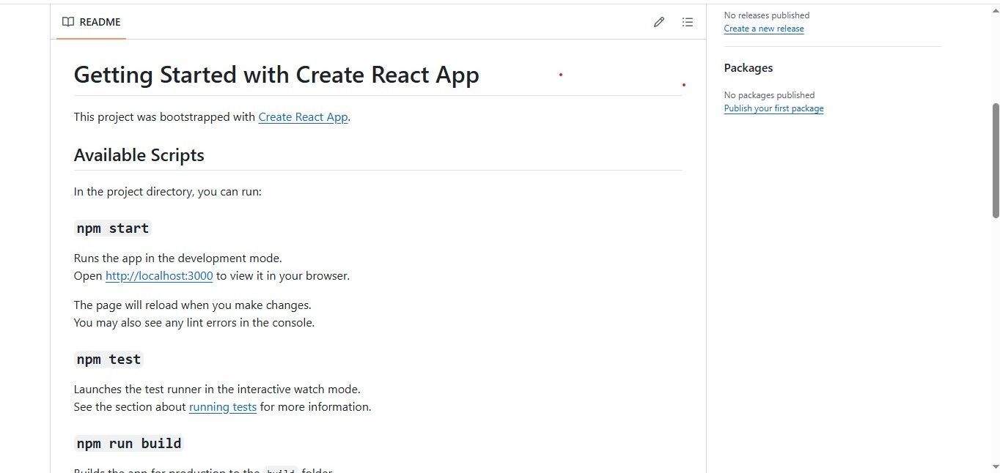 README
Getting Started with Create React App
This project was bootstrapped with Create React App.
Available Scripts
In the project directory, you can run:
npm start
Runs the app in the development mode.
Open http://localhost:3000 to view it in your browser.
The page will reload when you make changes.
You may also see any lint errors in the console.
npm test
Launches the test runner in the interactive watch mode.
See the section about running tests for more information.
npm run build
Builds the app for production to the build folder.
No releases published
Create a new release
Packages
No packages published
Publish your first package